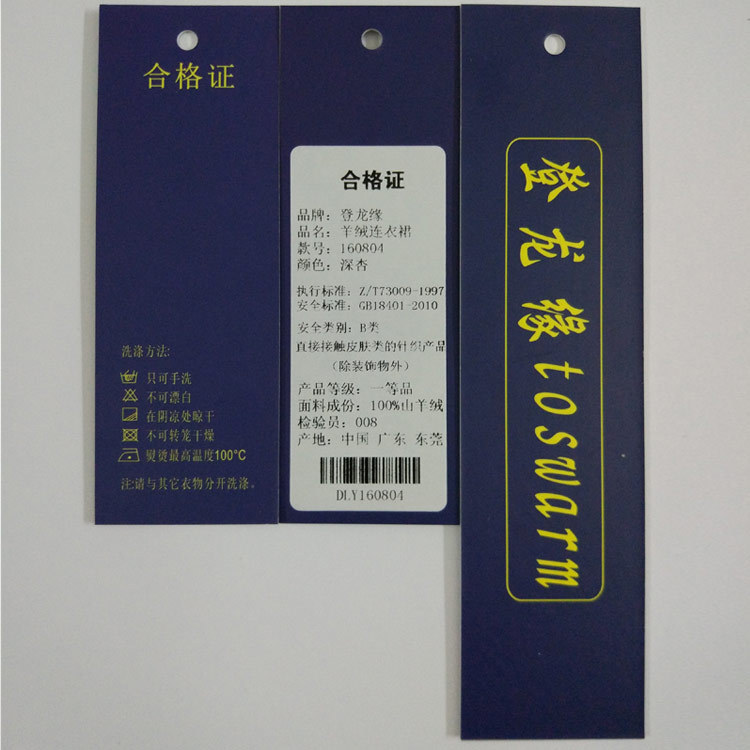 合格证
洗涤方法:
只可手洗
不可漂白
在阴凉处晾干
不可转笼干燥
熨烫最高温度100°C
注:请与其它衣物分开洗涤。
合格证
品牌：登龙缘
品名：羊绒连衣裙
款号：160804
颜色：深杏
执行标准：Z/T73009-1997
安全标准：GB18401-2010
安全类别：B类
直接接触皮肤类的针织产品
（除装饰物外）
产品等级：一等品
面料成份：100%山羊绒
检验员：008
产地：中国 广东 东莞
DLY160804
登龙缘toswarm